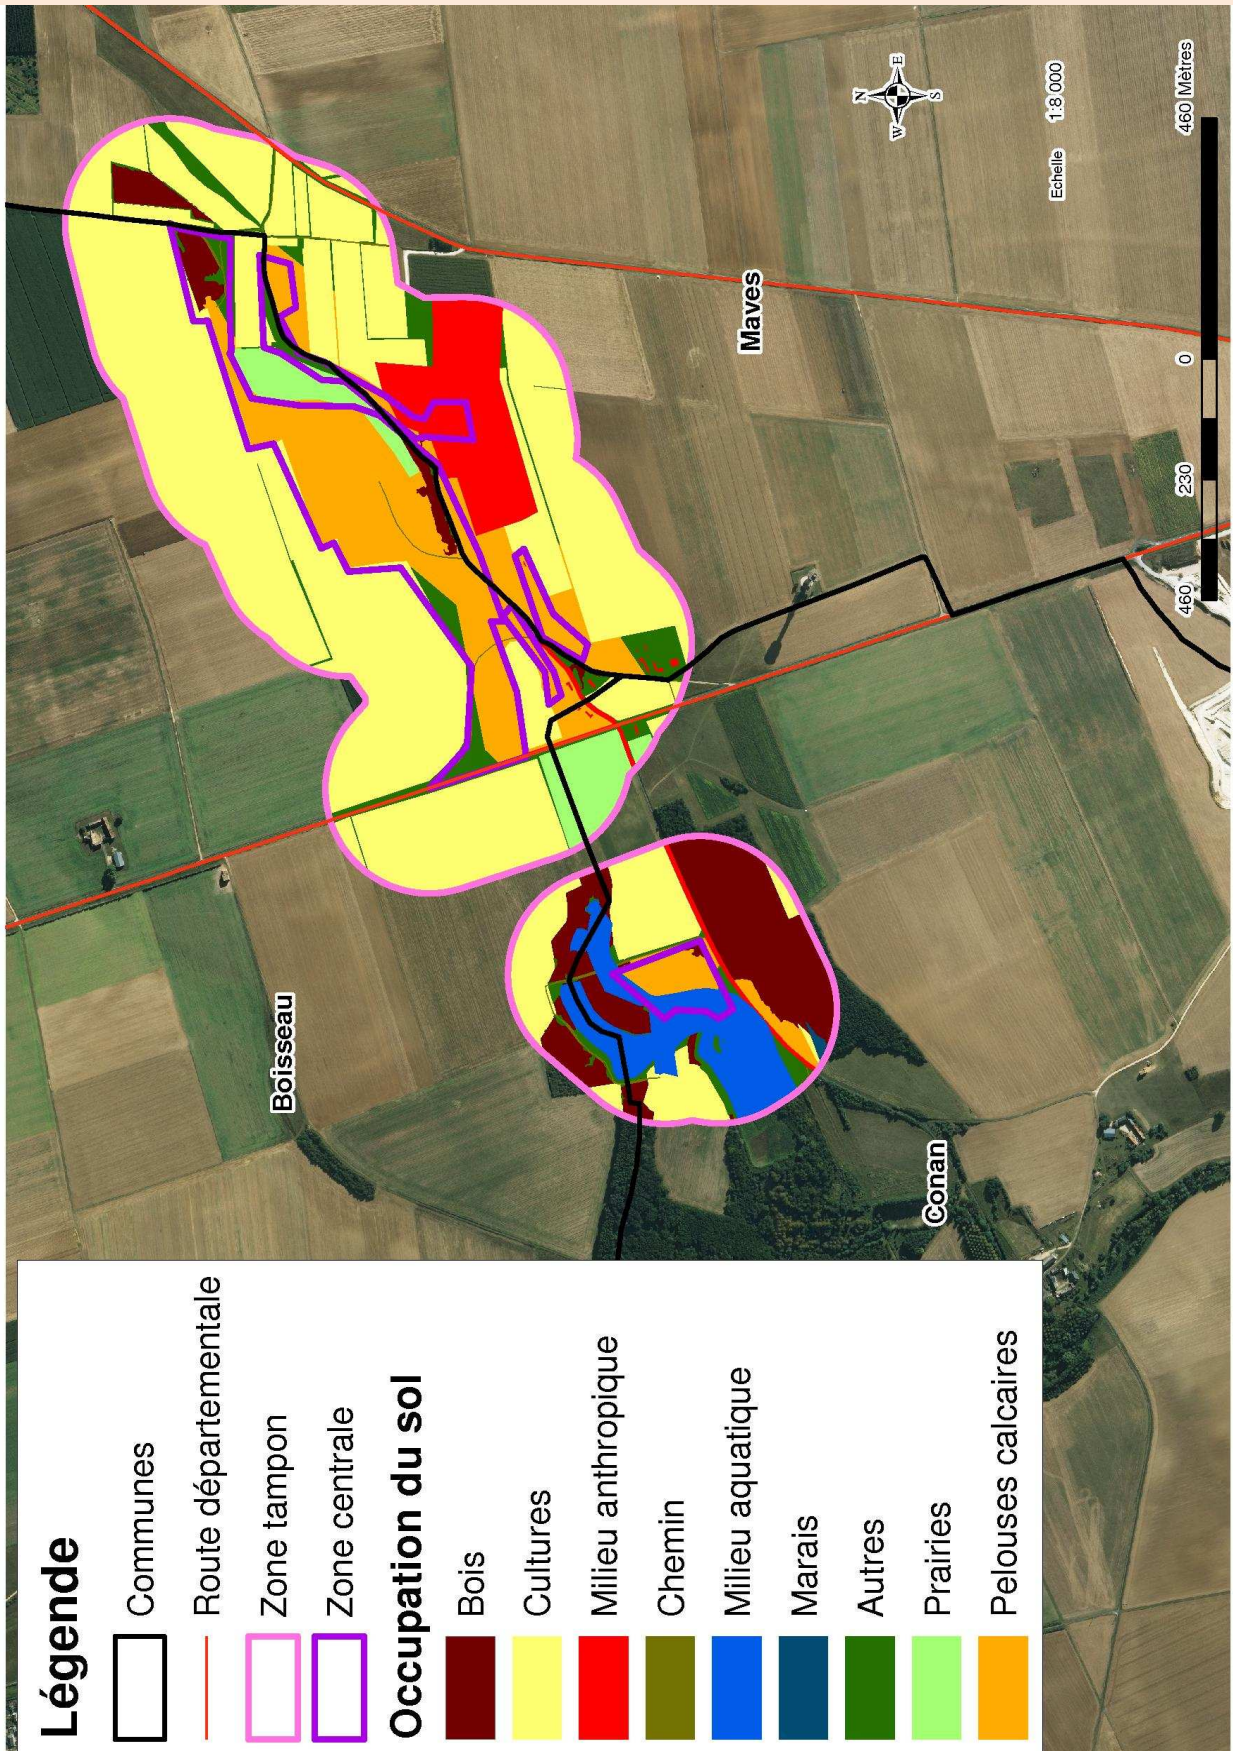 Légende
Communes
Route départementale
Zone tampon
Zone centrale
Occupation du sol
Bois
Cultures
Milieu anthropique
Chemin
Milieu aquatique
Marais
Autres
Prairies
Pelouses calcaires
Boisseau
Conan
Maves
N
W
E
S
Echelle 1:8 000
460 230 0 460 Mètres